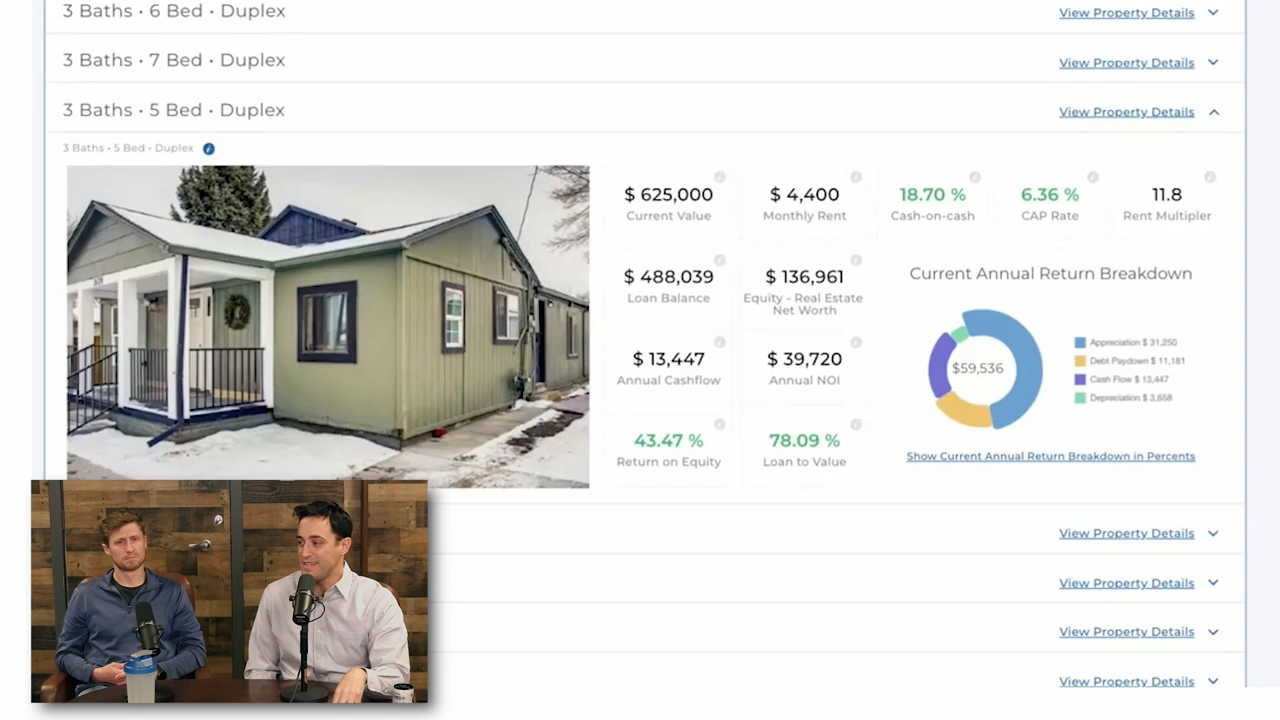 3 Baths • 6 Bed • Duplex
View Property Details
3 Baths • 7 Bed • Duplex
View Property Details
3 Baths • 5 Bed • Duplex
View Property Details
3 Baths • 5 Bed • Duplex
$ 625,000
Current Value
$ 4,400
Monthly Rent
18.70 %
Cash-on-cash
6.36 %
CAP Rate
11.8
Rent Multipler
$ 488,039
Loan Balance
$ 136,961
Equity - Real Estate
Net Worth
$ 13,447
Annual Cashflow
$ 39,720
Annual NOI
43.47 %
Return on Equity
78.09 %
Loan to Value
Current Annual Return Breakdown
$59,536
Appreciation $ 31,250
Debt Paydown $ 11,181
Cash Flow $ 13,447
Depreciation $ 3,658
Show Current Annual Return Breakdown in Percents
View Property Details
View Property Details
View Property Details
View Property Details